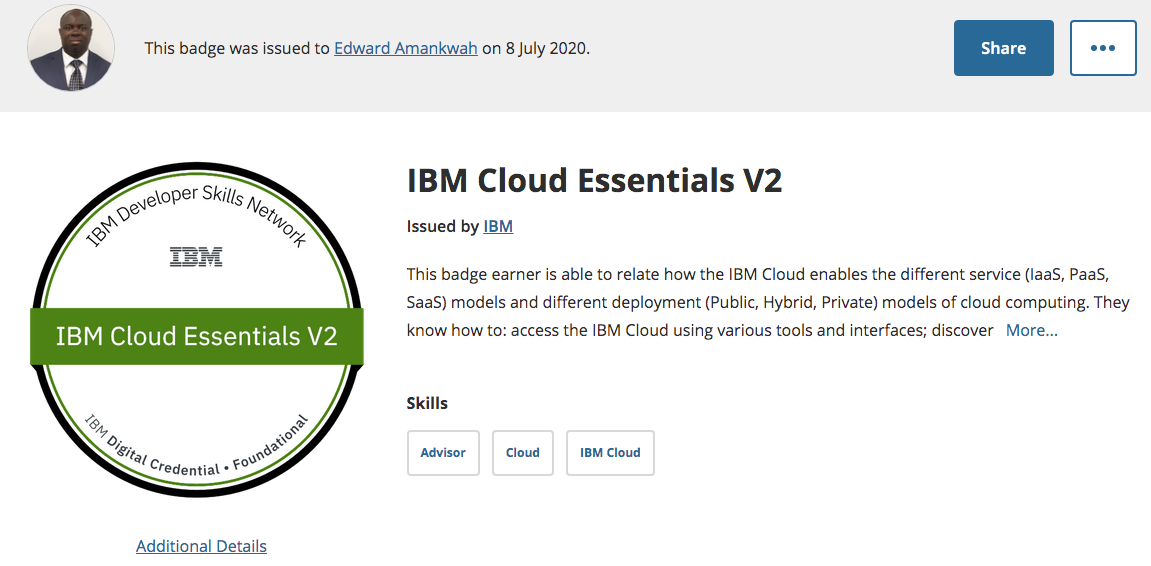 This badge was issued to Edward Amankwah on 8 July 2020.
Share
IBM Developer Skills Network
IBM
IBM Cloud Essentials V2
IBM Digital Credential • Foundational
Additional Details
IBM Cloud Essentials V2
Issued by IBM
This badge earner is able to relate how the IBM Cloud enables the different service (IaaS, PaaS,
SaaS) models and different deployment (Public, Hybrid, Private) models of cloud computing. They
know how to: access the IBM Cloud using various tools and interfaces; discover More...
Skills
Advisor Cloud IBM Cloud